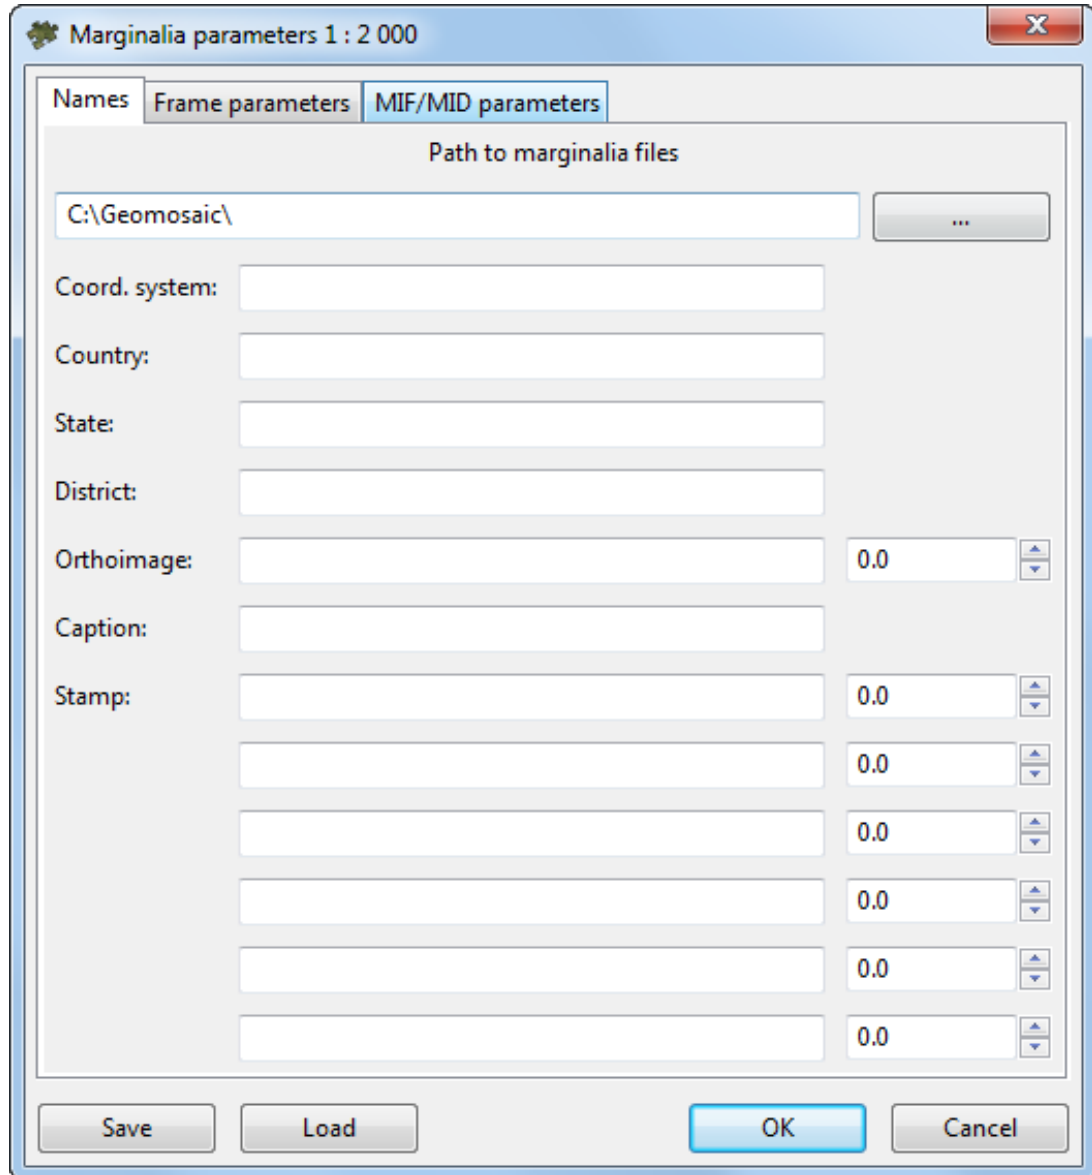 Marginalia parameters 1 : 2 000
Names Frame parameters MIF/MID parameters
Path to marginalia files
C:\Geomosaic\ ...
Coord. system:
Country:
State:
District:
Orthoimage: 0.0
Caption:
Stamp: 0.0
0.0
0.0
0.0
0.0
0.0
Save Load OK Cancel